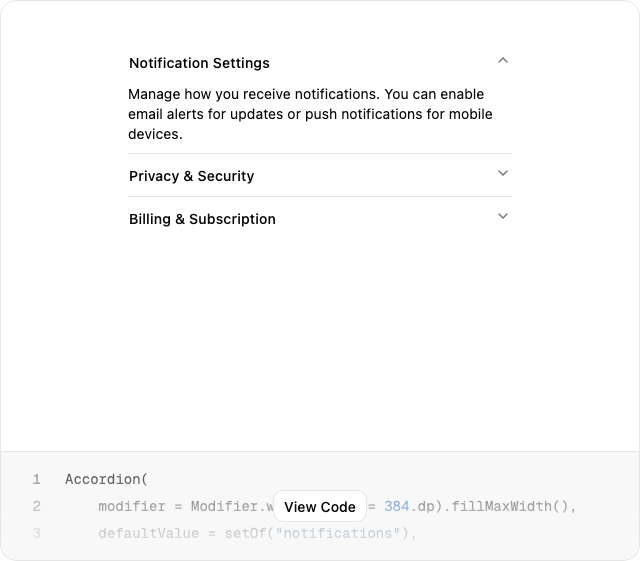 Notification Settings
Manage how you receive notifications. You can enable
email alerts for updates or push notifications for mobile
devices.
Privacy & Security
Billing & Subscription
1 Accordion(
2 modifier = Modifier. = 384.dp).fillMaxWidth(),
View Code
3 defaultValue = setOf("notifications"),